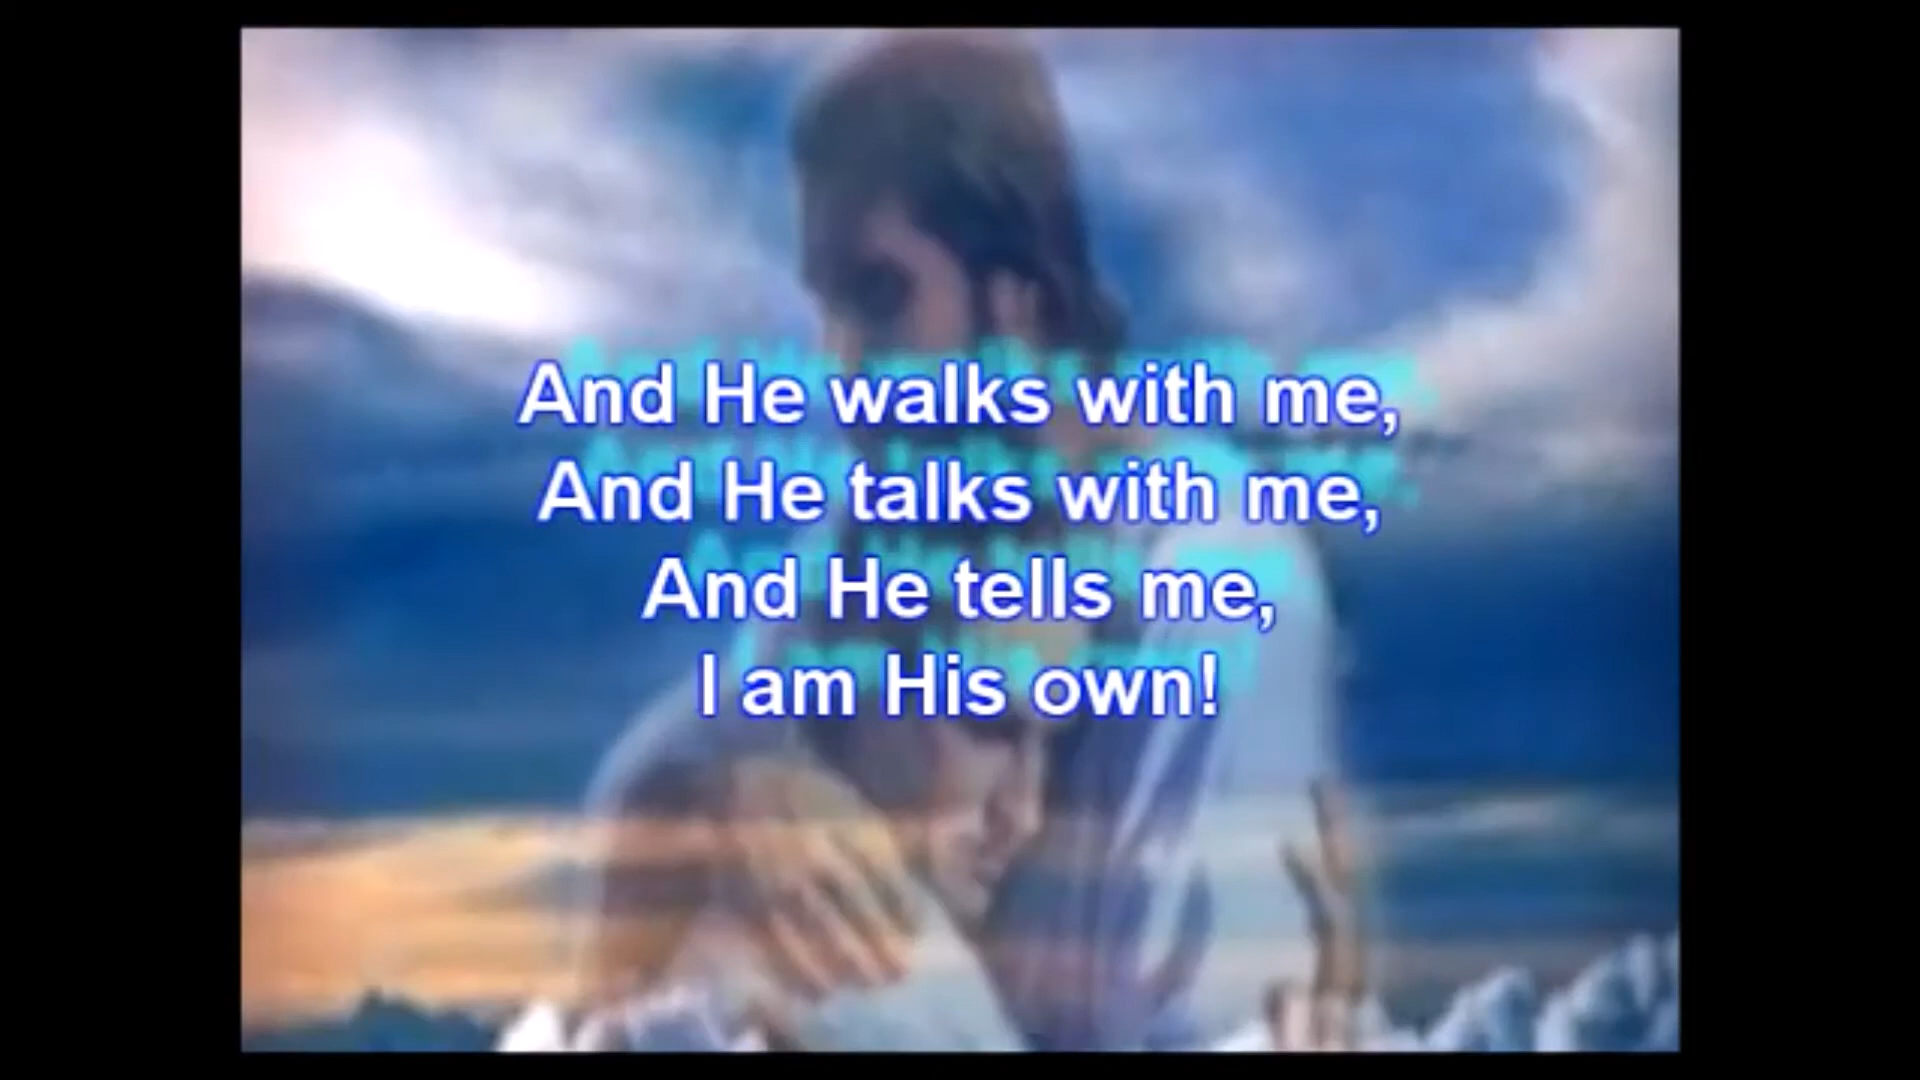 And He walks with me,
And He talks with me,
And He tells me,
I am His own!